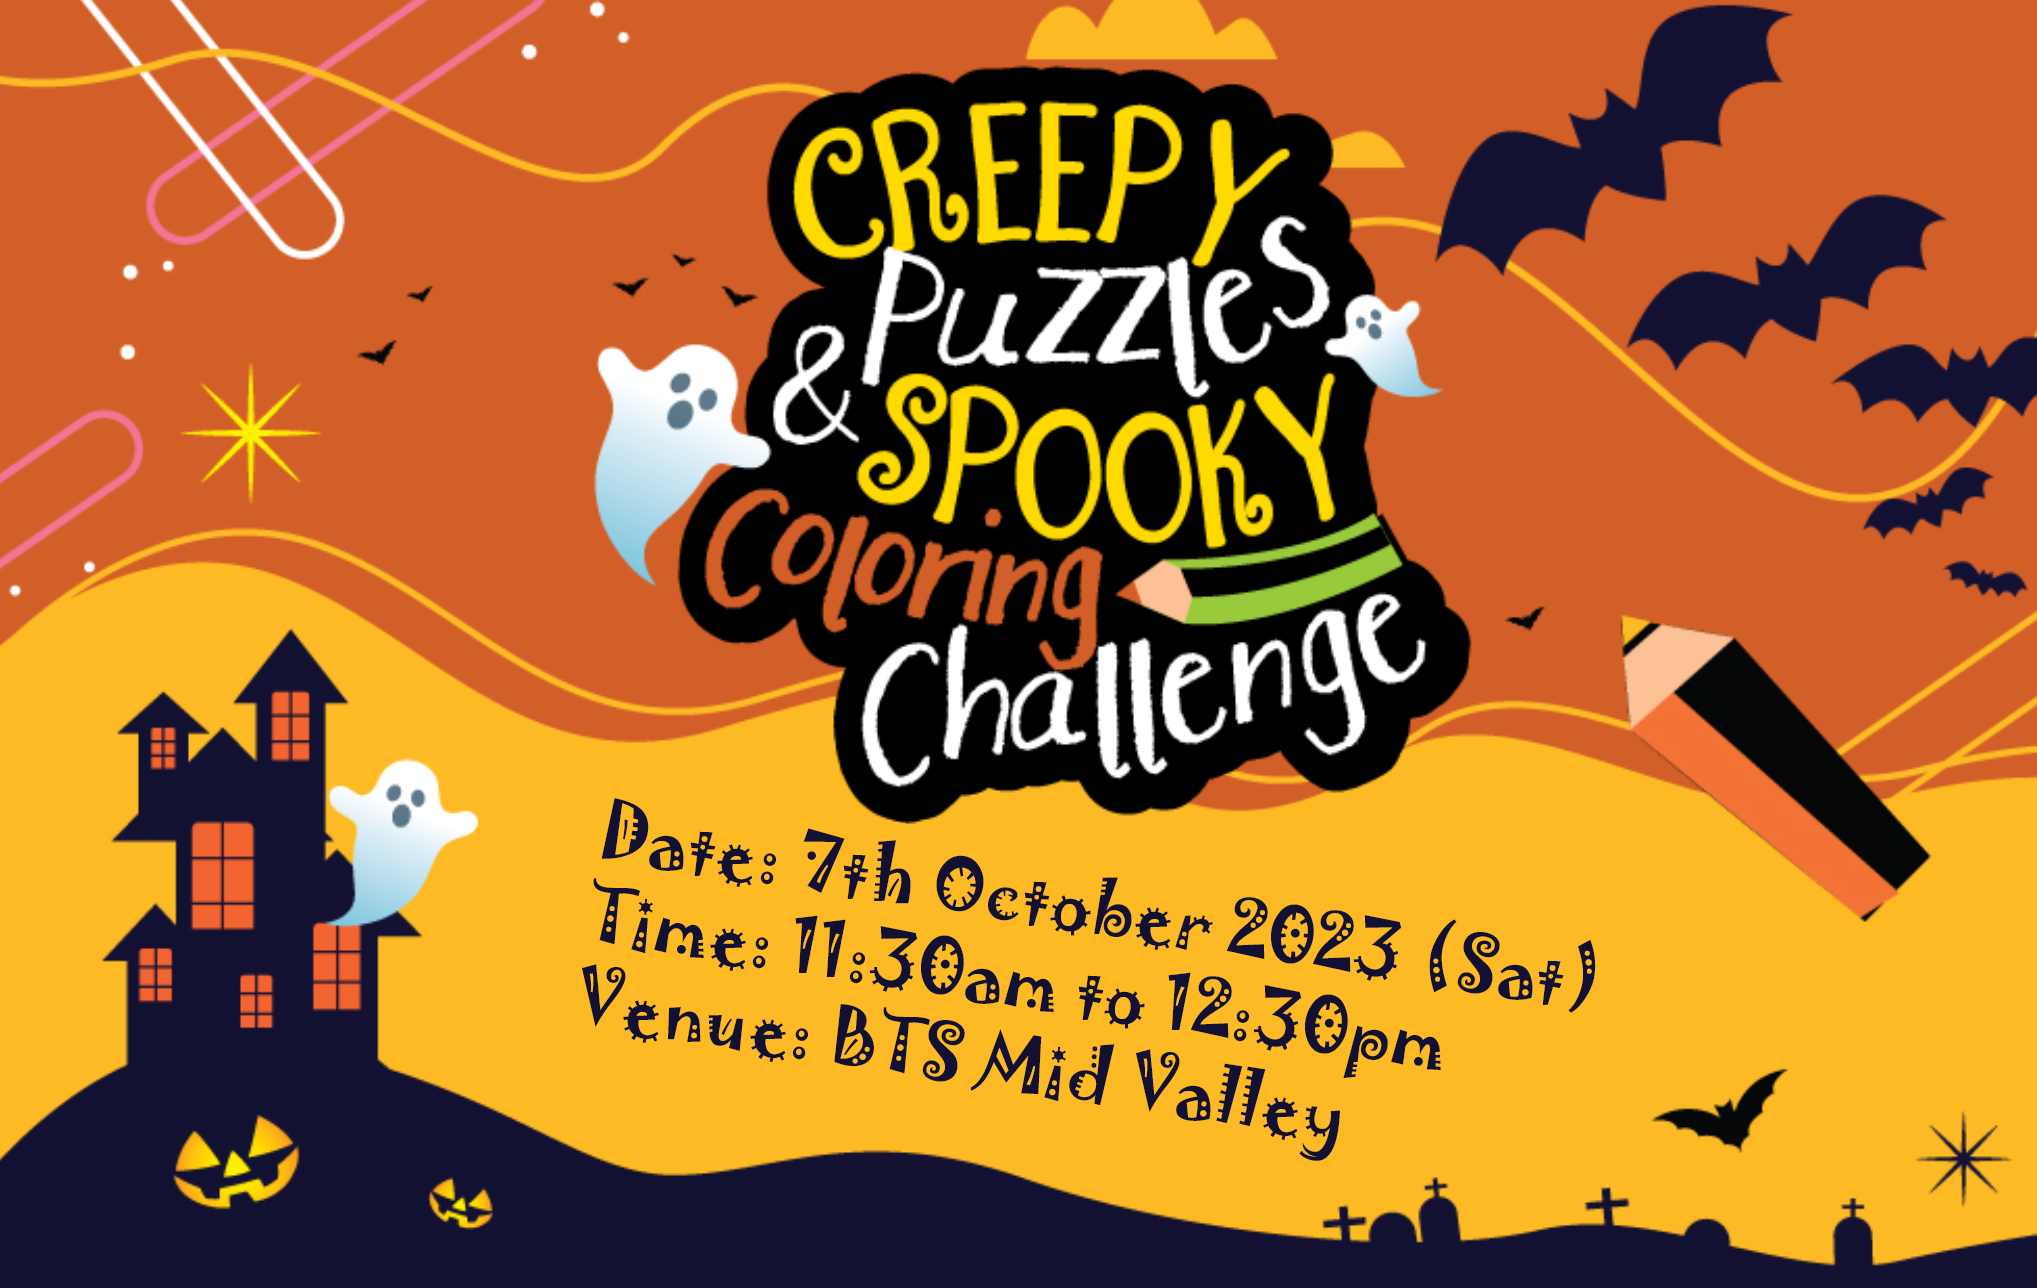 CREEPY
Puzzles
& SPOOKY
Coloring
Challenge
Date: 7th October 2023 (Sat)
Time: 11:30am to 12:30pm
Venue: BTS Mid Valley